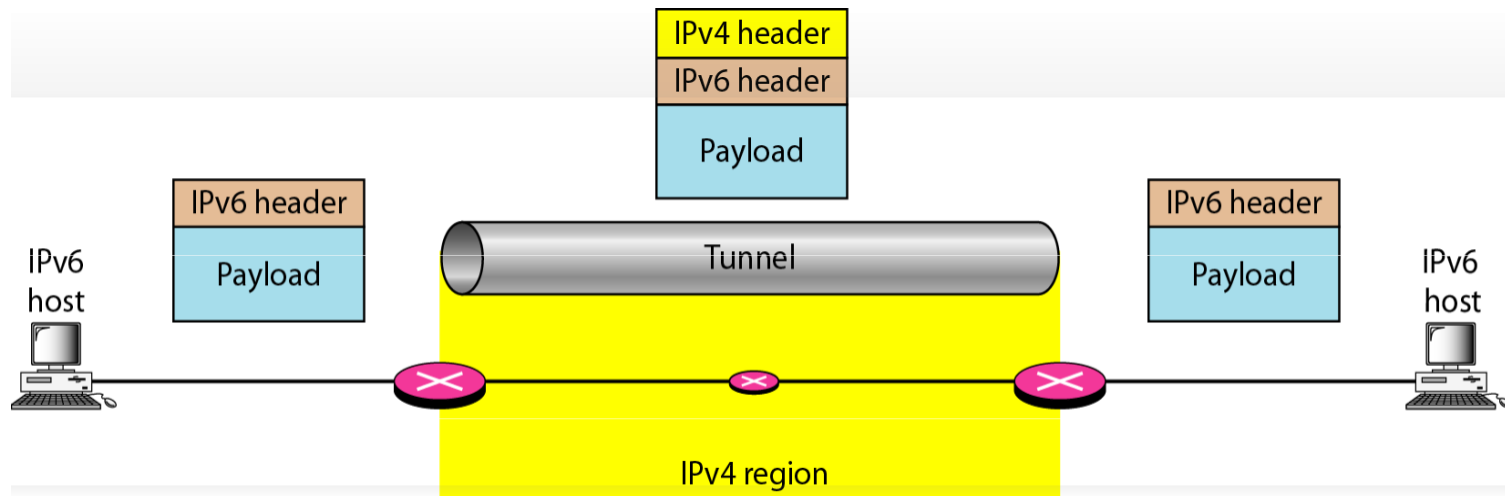 IPv4 header
IPv6 header
Payload
IPv6 header
Payload
IPv6 header
Payload
IPv6
host
Tunnel
IPv6
host
IPv4 region